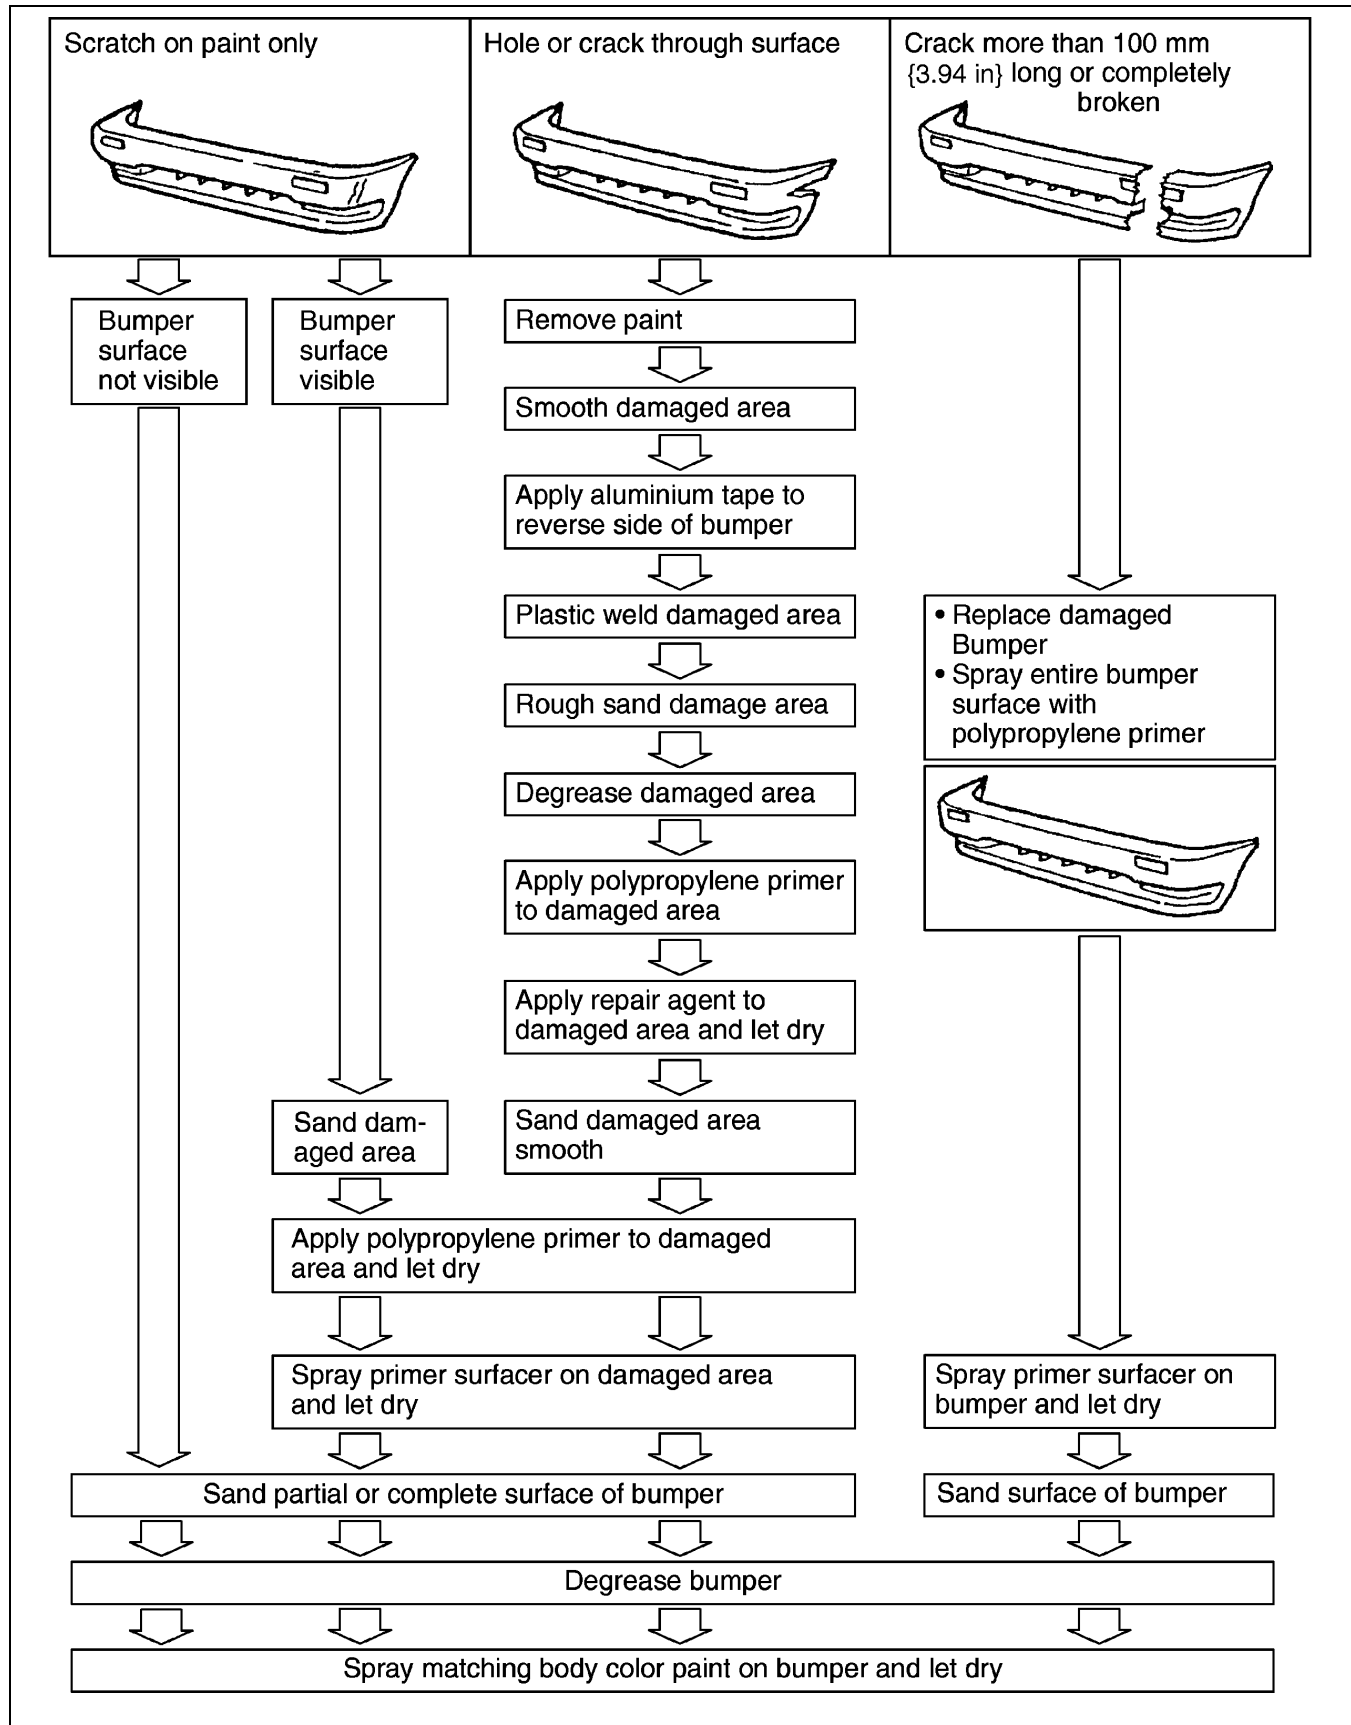 Scratch on paint only
Hole or crack through surface
Crack more than 100 mm
{3.94 in} long or completely
broken
Bumper
surface
not visible
Bumper
surface
visible
Remove paint
Smooth damaged area
Apply aluminium tape to
reverse side of bumper
Plastic weld damaged area
Rough sand damage area
Degrease damaged area
Apply polypropylene primer
to damaged area
Apply repair agent to
damaged area and let dry
Sand dam-
aged area
Sand damaged area
smooth
Apply polypropylene primer to damaged
area and let dry
Spray primer surfacer on damaged area
and let dry
• Replace damaged
Bumper
• Spray entire bumper
surface with
polypropylene primer
Spray primer surfacer on
bumper and let dry
Sand partial or complete surface of bumper
Sand surface of bumper
Degrease bumper
Spray matching body color paint on bumper and let dry